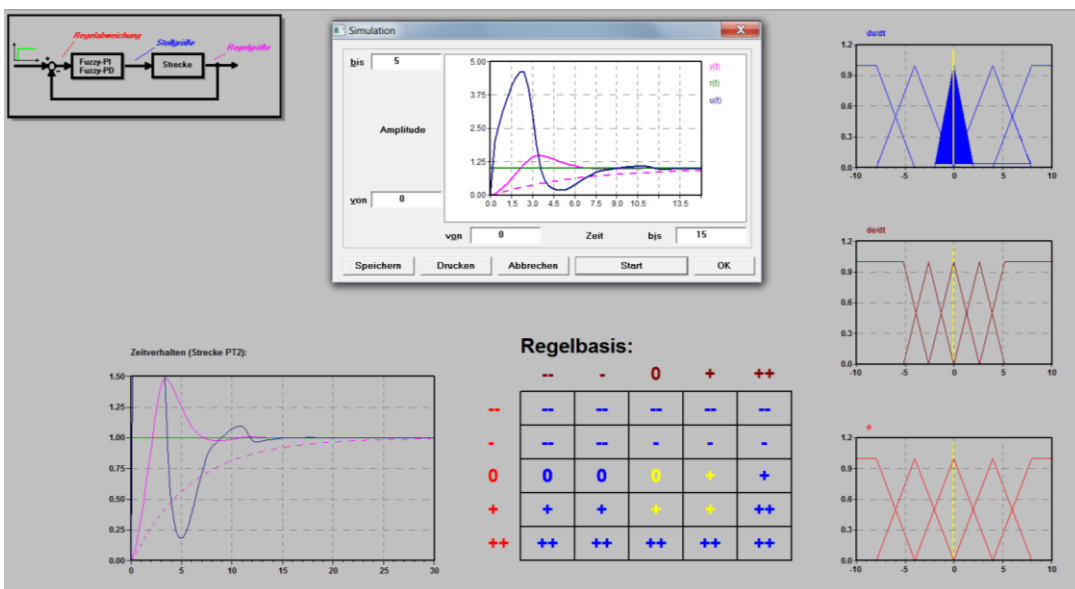 Regelabweichung
Stellgröße
Regelgröße
+
-
Fuzzy-PI
Fuzzy-PD
Strecke
Simulation
bis 5
Amplitude
von 0
5.00
3.75
2.50
1.25
0.00
0.0 1.5 3.0 4.5 6.0 7.5 9.0 10.5 13.5
y(t)
r(t)
u(t)
von 0 Zeit bis 15
Speichern Drucken Abbrechen Start OK
du/dt
1.2
0.9
0.6
0.3
0.0
-10 -5 0 5 10
de/dt
1.2
0.9
0.6
0.3
0.0
-10 -5 0 5 10
e
1.2
0.9
0.6
0.3
0.0
-10 -5 0 5 10
Zeitverhalten (Strecke PT2):
1.50
1.25
1.00
0.75
0.50
0.25
0.00
0 5 10 15 20 25 30
Regelbasis:
-- - 0 + ++
-- -- -- -- -- --
- -- -- - - -
0 0 0 0 + +
+ + + + + ++
++ ++ ++ ++ ++ ++